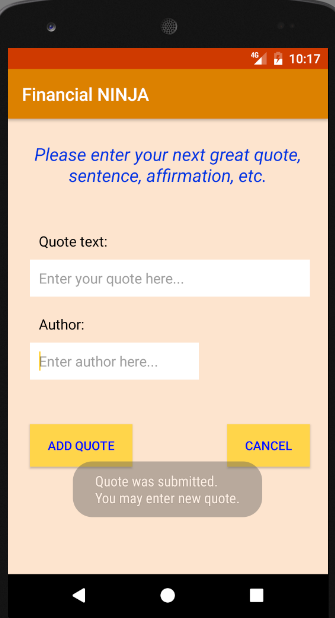 4G 10:17
Financial NINJA
Please enter your next great quote,
sentence, affirmation, etc.
Quote text:
Enter your quote here...
Author:
Enter author here...
ADD QUOTE CANCEL
Quote was submitted.
You may enter new quote.